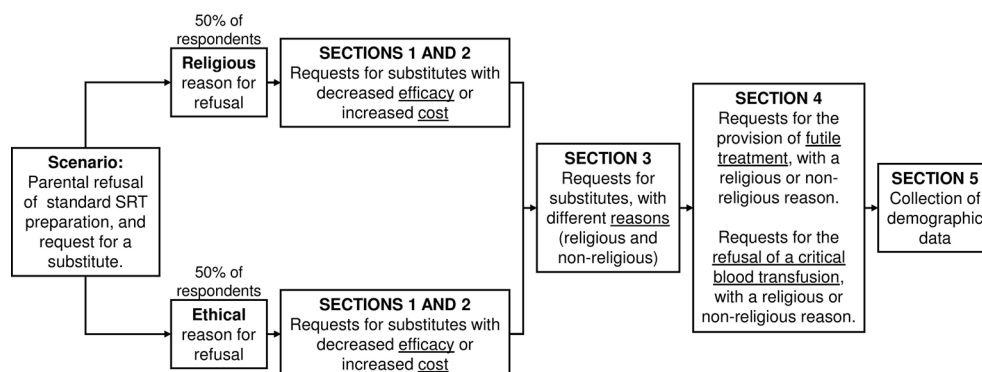 50% of
respondents
Religious
reason for
refusal
SECTIONS 1 AND 2
Requests for substitutes with
decreased efficacy or
increased cost
Scenario:
Parental refusal
of standard SRT
preparation, and
request for a
substitute.
50% of
respondents
Ethical
reason for
refusal
SECTIONS 1 AND 2
Requests for substitutes with
decreased efficacy or
increased cost
SECTION 3
Requests for
substitutes, with
different reasons
(religious and
non-religious)
SECTION 4
Requests for the
provision of futile
treatment, with a
religious or non-
religious reason.
Requests for the
refusal of a critical
blood transfusion,
with a religious or
non-religious reason.
SECTION 5
Collection of
demographic
data